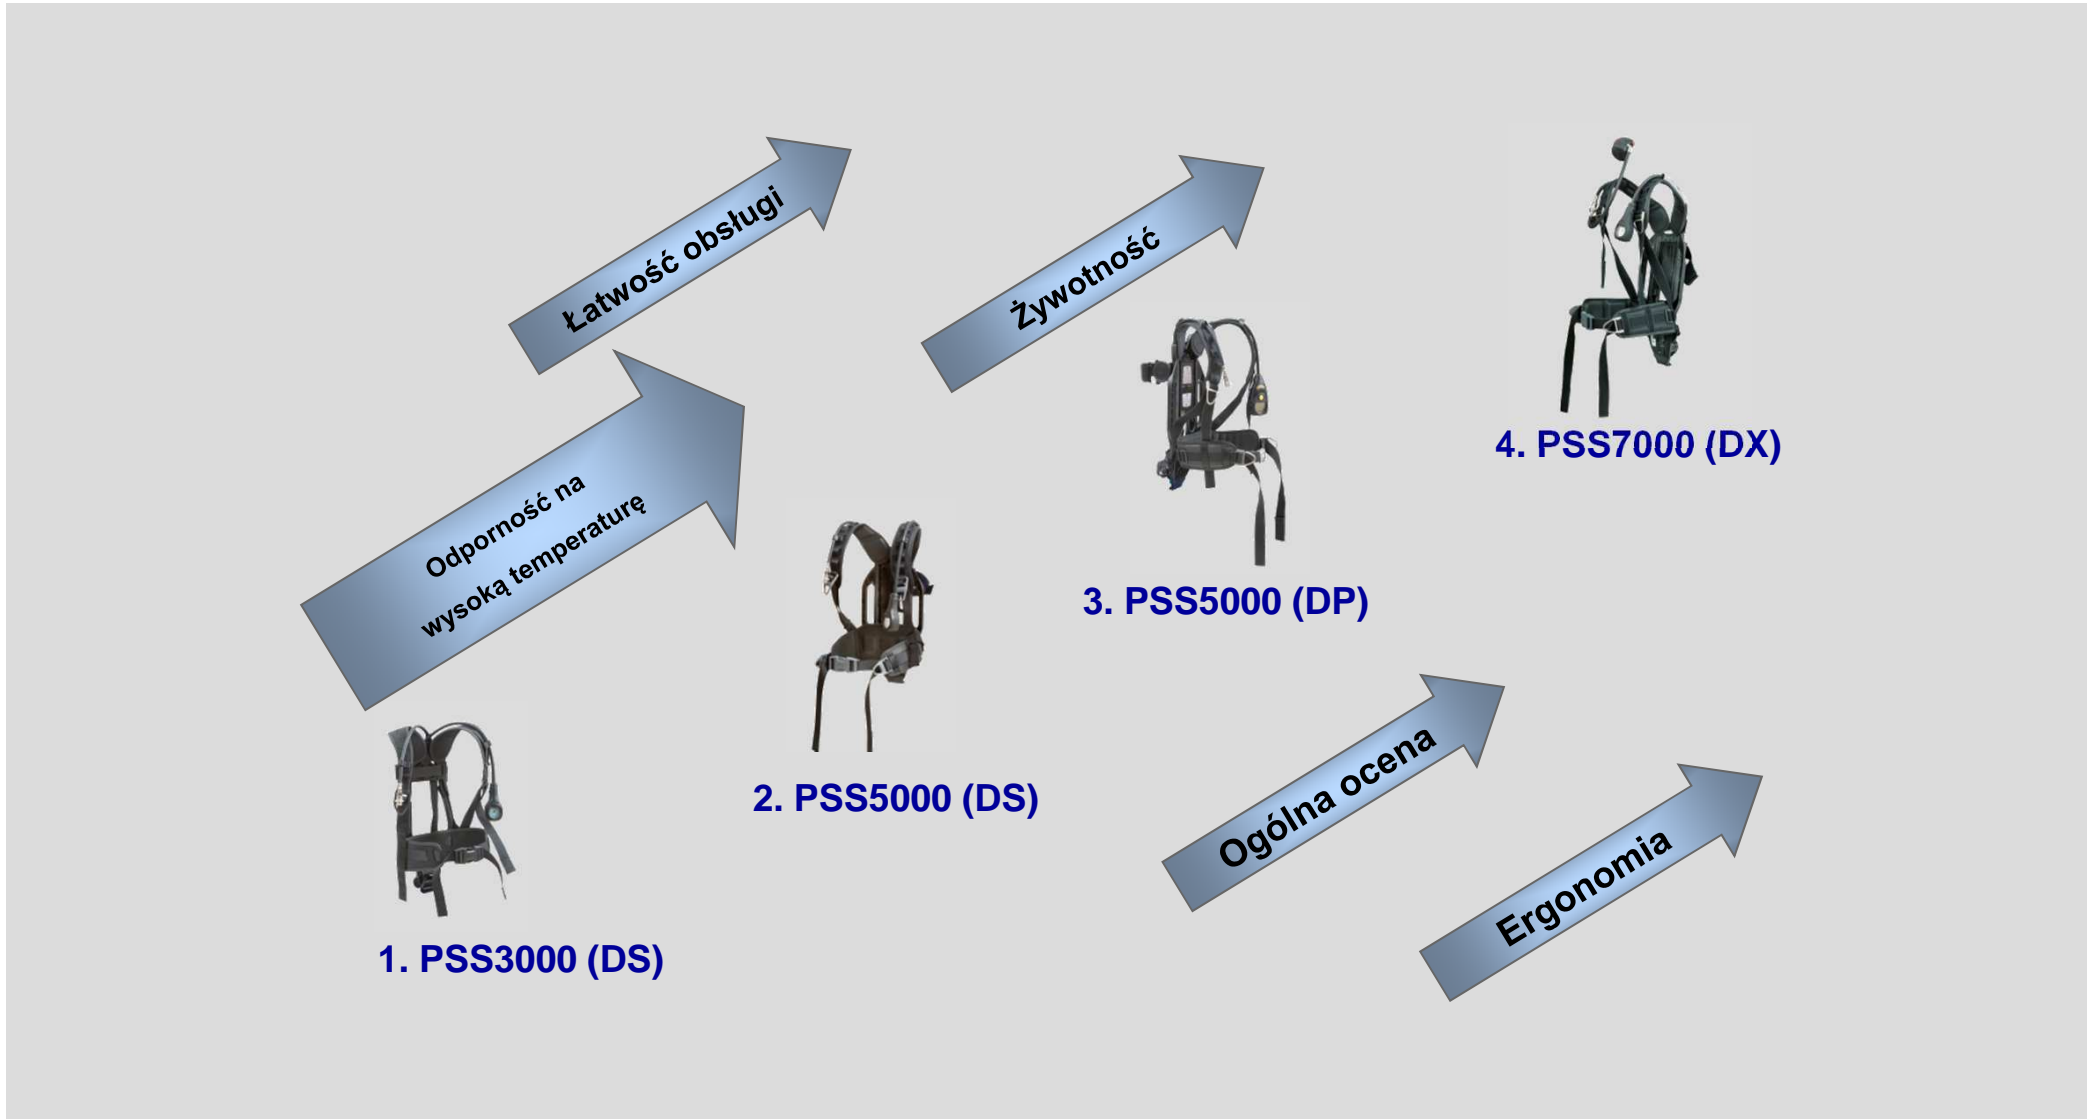 Łatwość obsługi
Żywotność
Odporność na
wysoką temperaturę
4. PSS7000 (DX)
3. PSS5000 (DP)
2. PSS5000 (DS)
Ogólna ocena
Ergonomia
1. PSS3000 (DS)